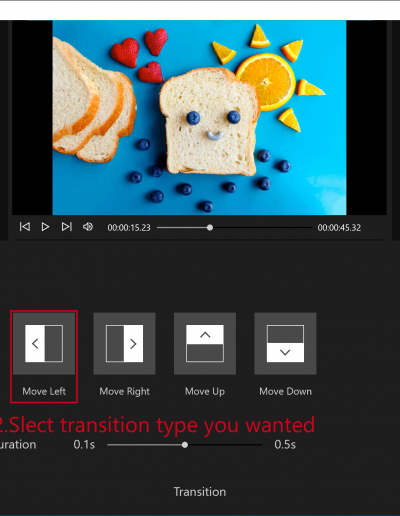 00:00:15.23 00:00:45.32
Move Left Move Right Move Up Move Down
2.Slect transition type you wanted
uration 0.1s 0.5s
Transition